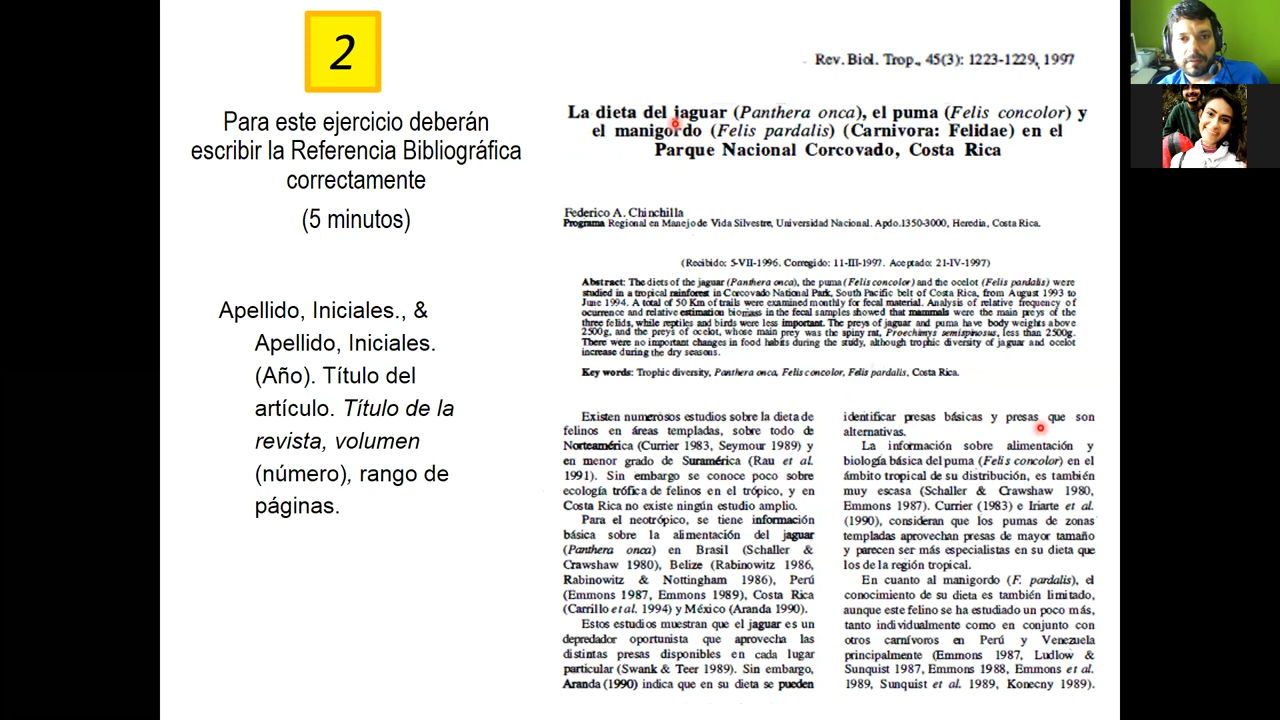 2
Para este ejercicio deberán
escribir la Referencia Bibliográfica
correctamente
(5 minutos)
Apellido, Iniciales., &
Apellido, Iniciales.
(Año). Título del
artículo. Título de la
revista, volumen
(número), rango de
páginas.
Rev. Biol. Trop., 45(3): 1223-1229, 1997
La dieta del jaguar (Panthera onca), el puma (Felis concolor) y
el manigordo (Felis pardalis) (Carnivora: Felidae) en el
Parque Nacional Corcovado, Costa Rica
Federico A. Chinchilla
Programa Regional en Manejo de Vida Silvestre, Universidad Nacional. Apdo.1350-3000, Heredia, Costa Rica.
(Recibido: 5-VII-1996. Corregido: 11-III-1997. Aceptado: 21-IV-1997)
Abstract: The diets of the jaguar (Panthera onca), the puma (Felis concolor) and the ocelot (Felis pardalis) were
studied in a tropical rainforest in Corcovado National Park, South Pacific belt of Costa Rica, from August 1993 to
June 1994. A total of 50 Km of trails were examined monthly for fecal material. Analysis of relative frequency of
ocurrence and relative estimation biomass in the fecal samples showed that mammals were the main preys of the
three felids, while reptiles and birds were less important. The preys of jaguar and puma have body weights above
2500g, and the preys of ocelot, whose main prey was the spiny rat, Proechimys semispinosus, less than 2500g.
There were no important changes in food habits during the study, although trophic diversity of jaguar and ocelot
increase during the dry seasons.
Key words: Trophic diversity, Panthera onca, Felis concolor, Felis pardalis, Costa Rica.
Existen numerosos estudios sobre la dieta de
felinos en áreas templadas, sobre todo de
Norteamérica (Currier 1983, Seymour 1989) y
en menor grado de Suramérica (Rau et al.
1991). Sin embargo se conoce poco sobre
ecología trófica de felinos en el trópico, y en
Costa Rica no existe ningún estudio amplio.
Para el neotrópico, se tiene información
básica sobre la alimentación del jaguar
(Panthera onca) en Brasil (Schaller &
Crawshaw 1980), Belize (Rabinowitz 1986,
Rabinowitz & Nottingham 1986), Perú
(Emmons 1987, Emmons 1989), Costa Rica
(Carrillo et al. 1994) y México (Aranda 1990).
Estos estudios muestran que el jaguar es un
depredador oportunista que aprovecha las
distintas presas disponibles en cada lugar
particular (Swank & Teer 1989). Sin embargo,
Aranda (1990) indica que en su dieta se pueden
identificar presas básicas y presas que son
alternativas.
La información sobre alimentación y
biología básica del puma (Felis concolor) en el
ámbito tropical de su distribución, es también
muy escasa (Schaller & Crawshaw 1980,
Emmons 1987). Currier (1983) e Iriarte et al.
(1990), consideran que los pumas de zonas
templadas aprovechan presas de mayor tamaño
y parecen ser más especialistas en su dieta que
los de la región tropical.
En cuanto al manigordo (F. pardalis), el
conocimiento de su dieta es también limitado,
aunque este felino se ha estudiado un poco más,
tanto individualmente como en conjunto con
otros carnívoros en Perú y Venezuela
principalmente (Emmons 1987, Ludlow &
Sunquist 1987, Emmons 1988, Emmons et al.
1989, Sunquist et al. 1989, Konecny 1989).